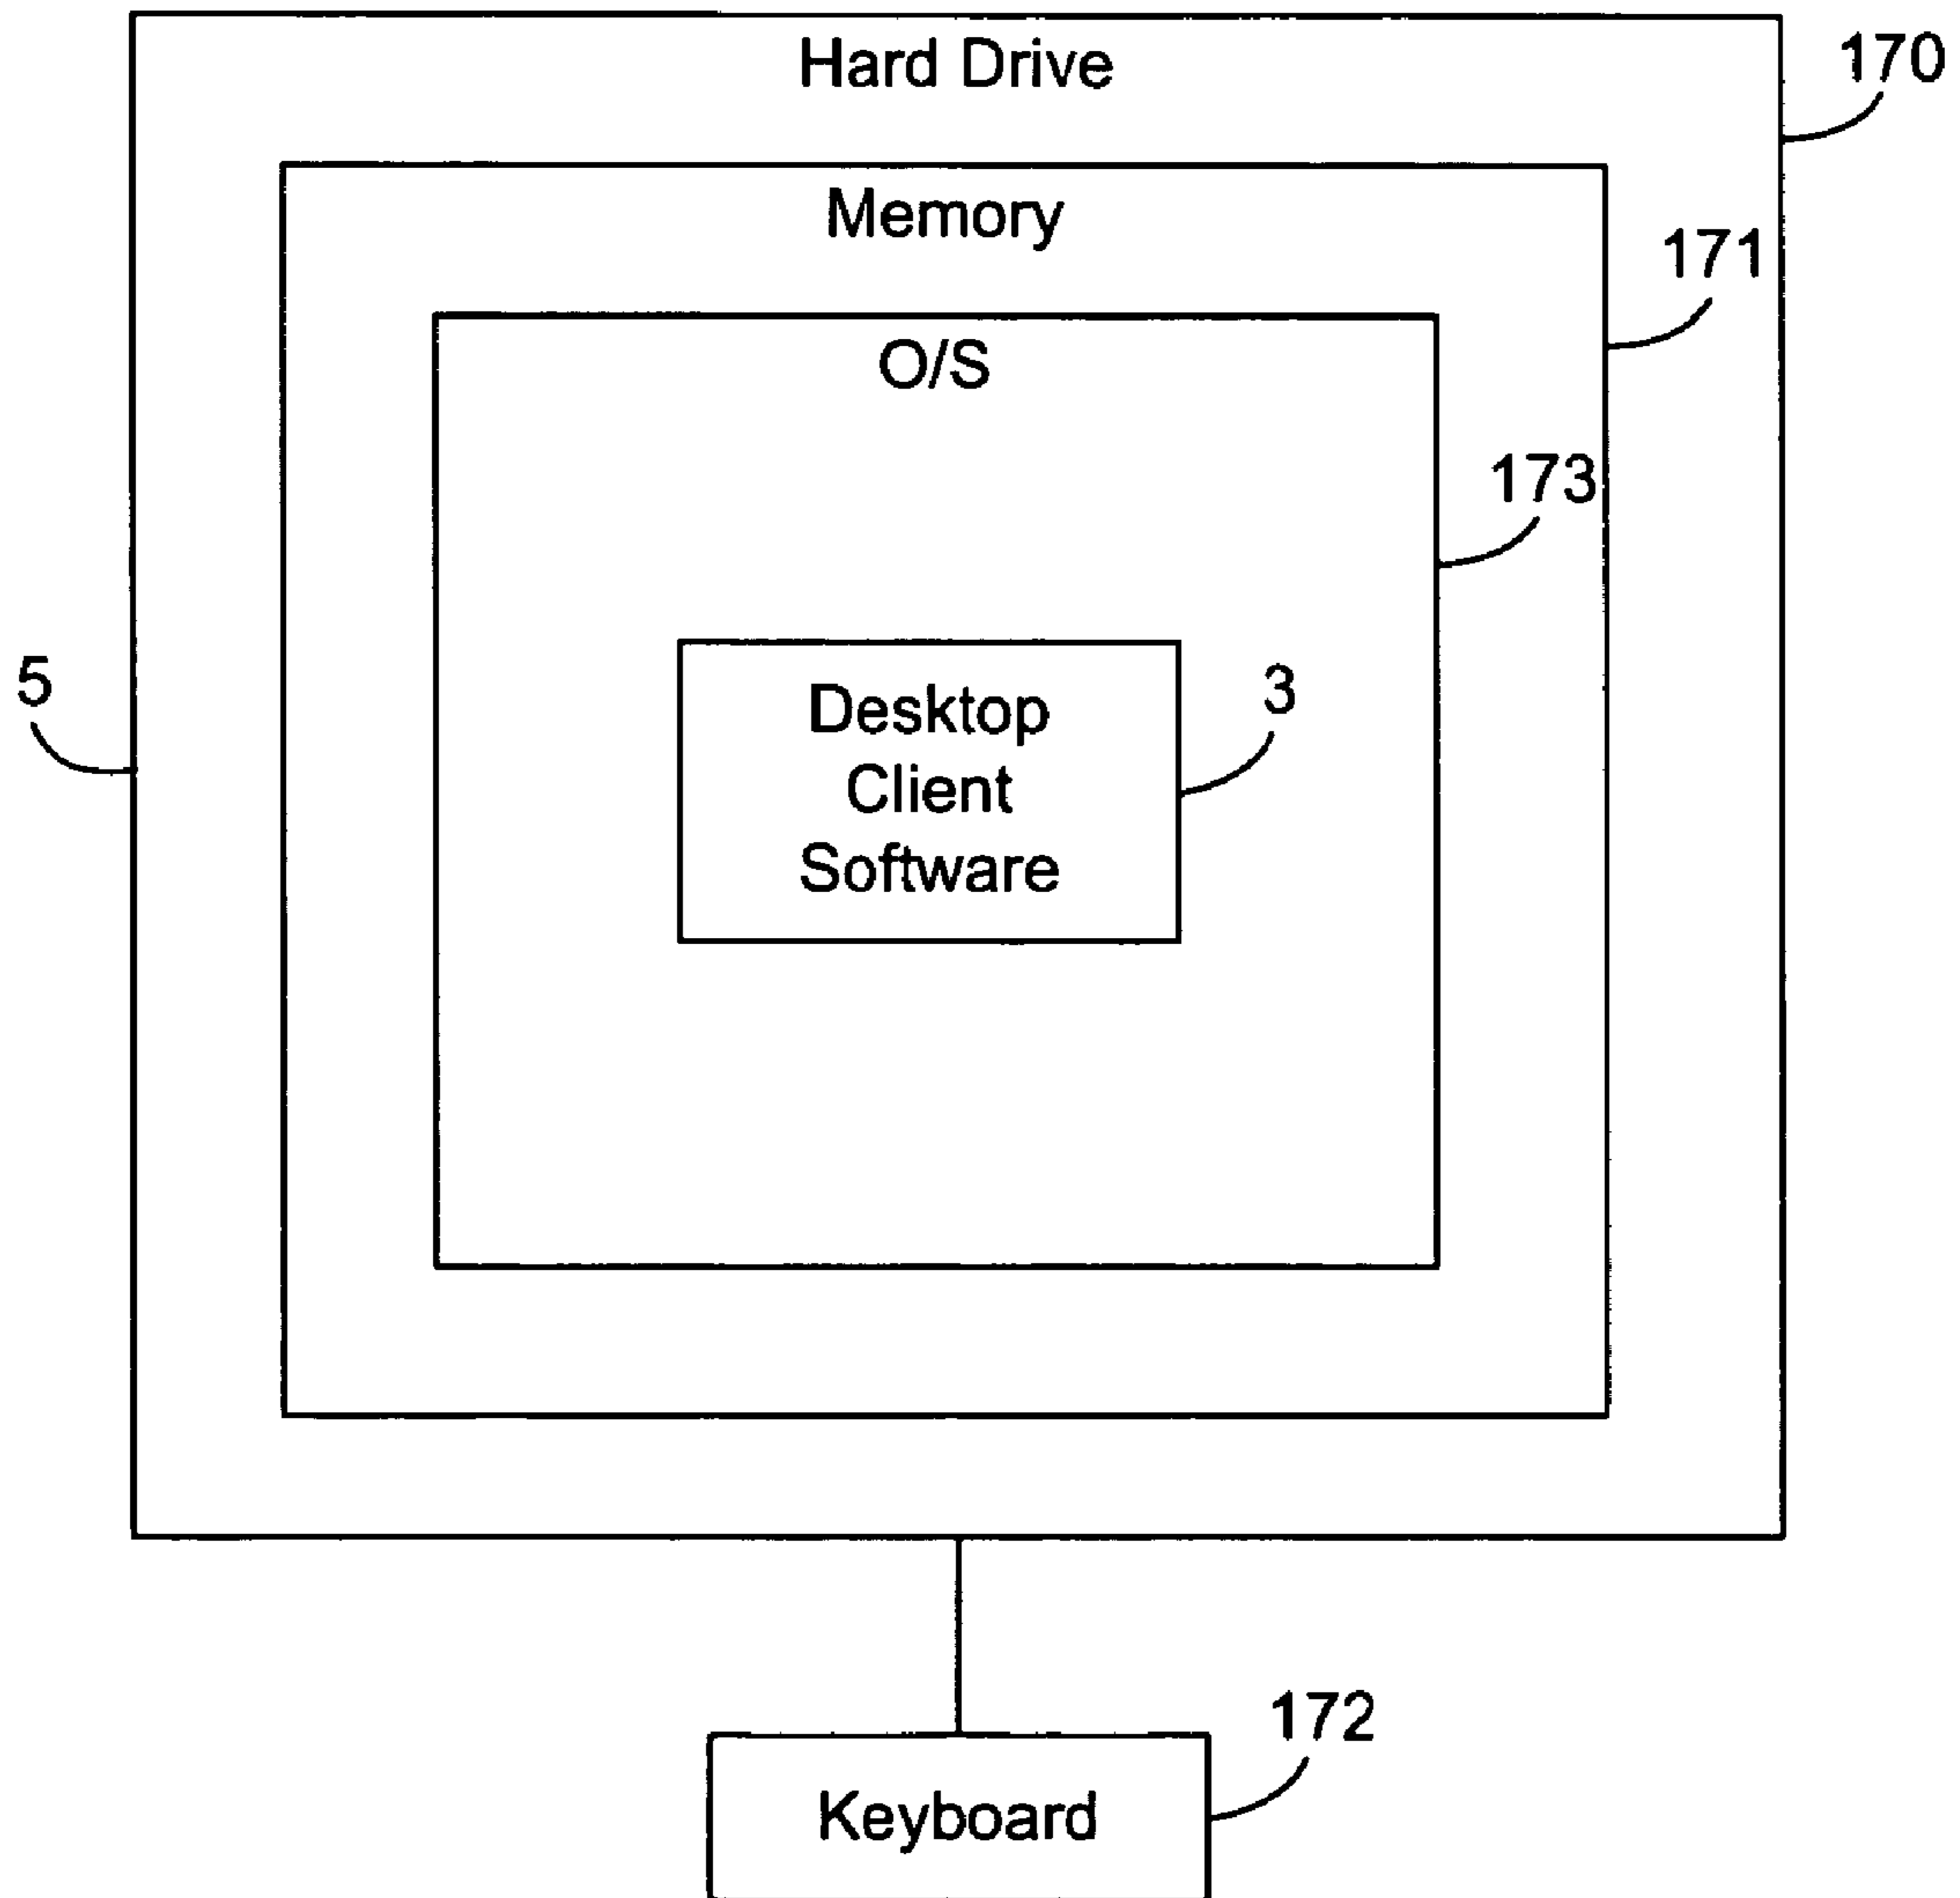 Hard Drive
170
Memory
171
O/S
173
5
3
Desktop
Client
Software
172
Keyboard